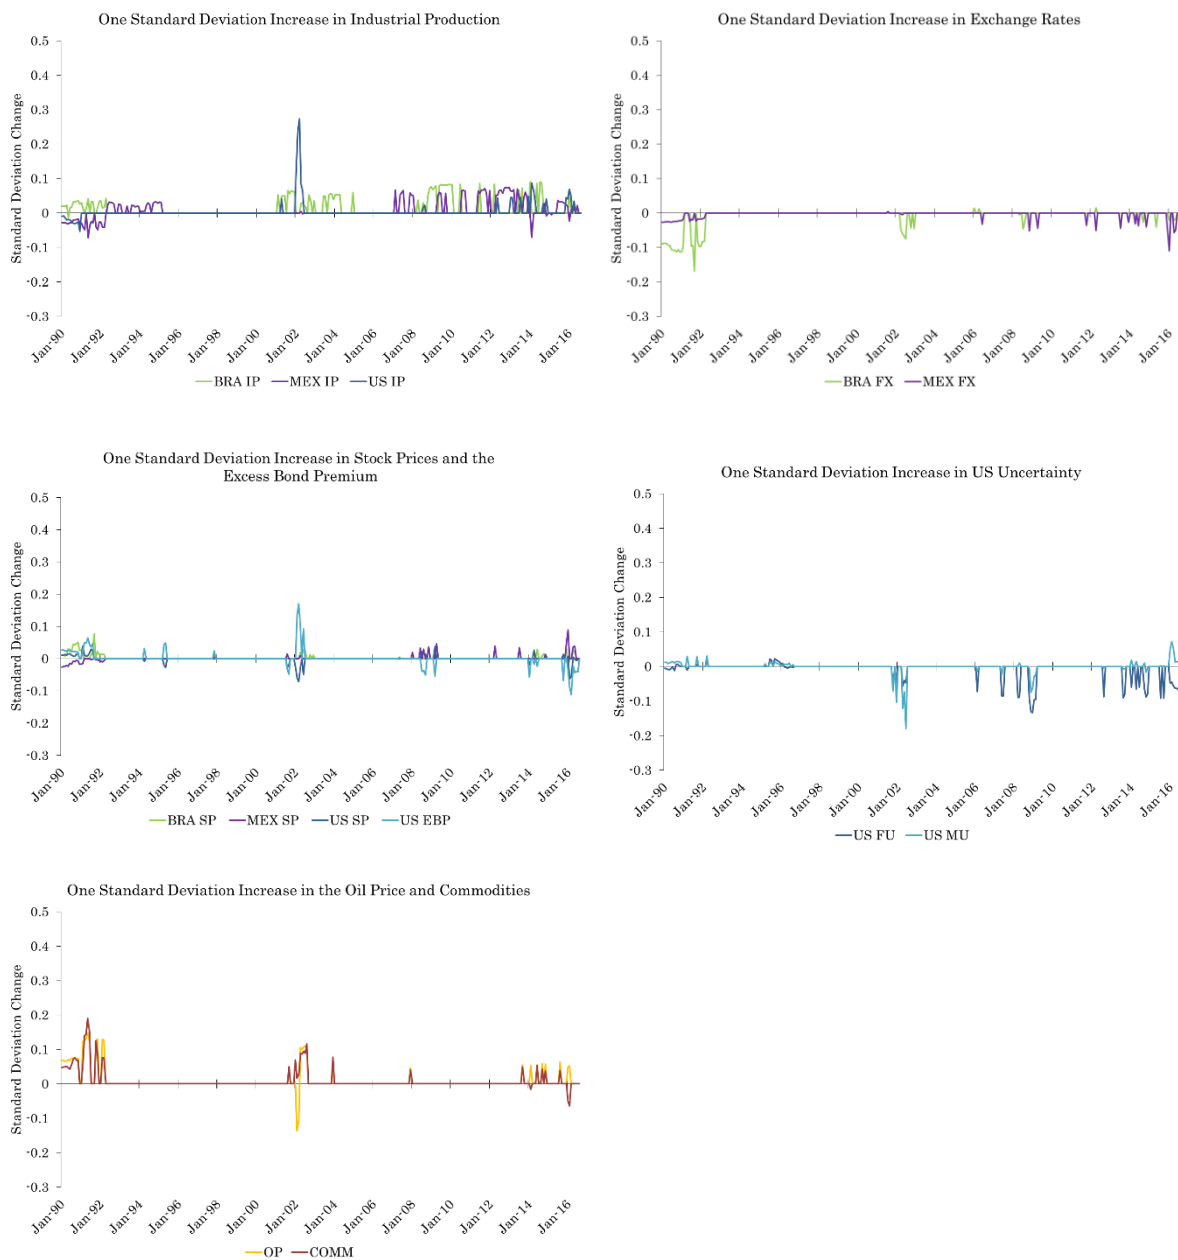 One Standard Deviation Increase in Industrial Production
0.5
0.4
0.3
0.2
0.1
0
-0.1
-0.2
-0.3
Standard Deviation Change
Jan-90 Jan-92 Jan-94 Jan-96 Jan-98 Jan-00 Jan-02 Jan-04 Jan-06 Jan-08 Jan-10 Jan-12 Jan-14 Jan-16
BRA IP MEX IP US IP
One Standard Deviation Increase in Exchange Rates
0.5
0.4
0.3
0.2
0.1
0
-0.1
-0.2
-0.3
Standard Deviation Change
Jan-90 Jan-92 Jan-94 Jan-96 Jan-98 Jan-00 Jan-02 Jan-04 Jan-06 Jan-08 Jan-10 Jan-12 Jan-14 Jan-16
BRA FX MEX FX
One Standard Deviation Increase in Stock Prices and the
Excess Bond Premium
0.5
0.4
0.3
0.2
0.1
0
-0.1
-0.2
-0.3
Standard Deviation Change
Jan-90 Jan-92 Jan-94 Jan-96 Jan-98 Jan-00 Jan-02 Jan-04 Jan-06 Jan-08 Jan-10 Jan-12 Jan-14 Jan-16
BRA SP MEX SP US SP US EBP
One Standard Deviation Increase in US Uncertainty
0.5
0.4
0.3
0.2
0.1
0
-0.1
-0.2
-0.3
Standard Deviation Change
Jan-90 Jan-92 Jan-94 Jan-96 Jan-98 Jan-00 Jan-02 Jan-04 Jan-06 Jan-08 Jan-10 Jan-12 Jan-14 Jan-16
US FU US MU
One Standard Deviation Increase in the Oil Price and Commodities
0.5
0.4
0.3
0.2
0.1
0
-0.1
-0.2
-0.3
Standard Deviation Change
Jan-90 Jan-92 Jan-94 Jan-96 Jan-98 Jan-00 Jan-02 Jan-04 Jan-06 Jan-08 Jan-10 Jan-12 Jan-14 Jan-16
OP COMM